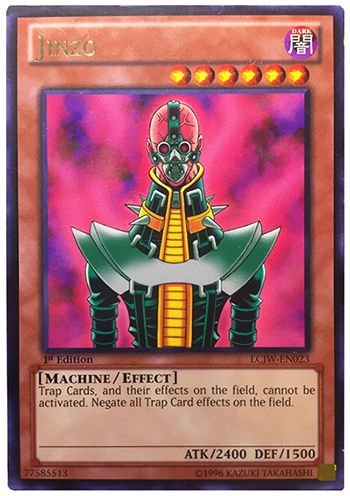 Jinzo
DARK
闇
1st Edition
LCJW-EN023
[MACHINE/EFFECT]
Trap Cards, and their effects on the field, cannot be
activated. Negate all Trap Card effects on the field.
ATK/2400 DEF/1500
77585513
©1996 KAZUKI TAKAHASHI